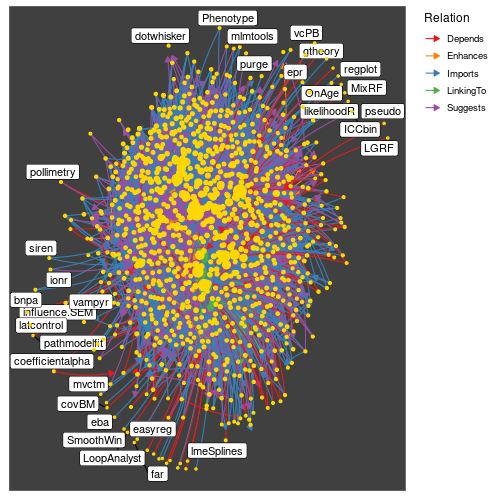 Phenotype
dotwhisker
mlmtools
vcPB
gtheory
purge
epr
regplot
OnAge
MixRF
likelihoodR
pseudo
ICCbin
LGRF
pollimetry
siren
ionr
bnpa
vampyr
influence.SEM
latcontrol
pathmodelfit
coefficientalpha
mvctm
covBM
eba
easyreg
SmoothWin
lmeSplines
LoopAnalyst
far
Relation
Depends
Enhances
Imports
LinkingTo
Suggests